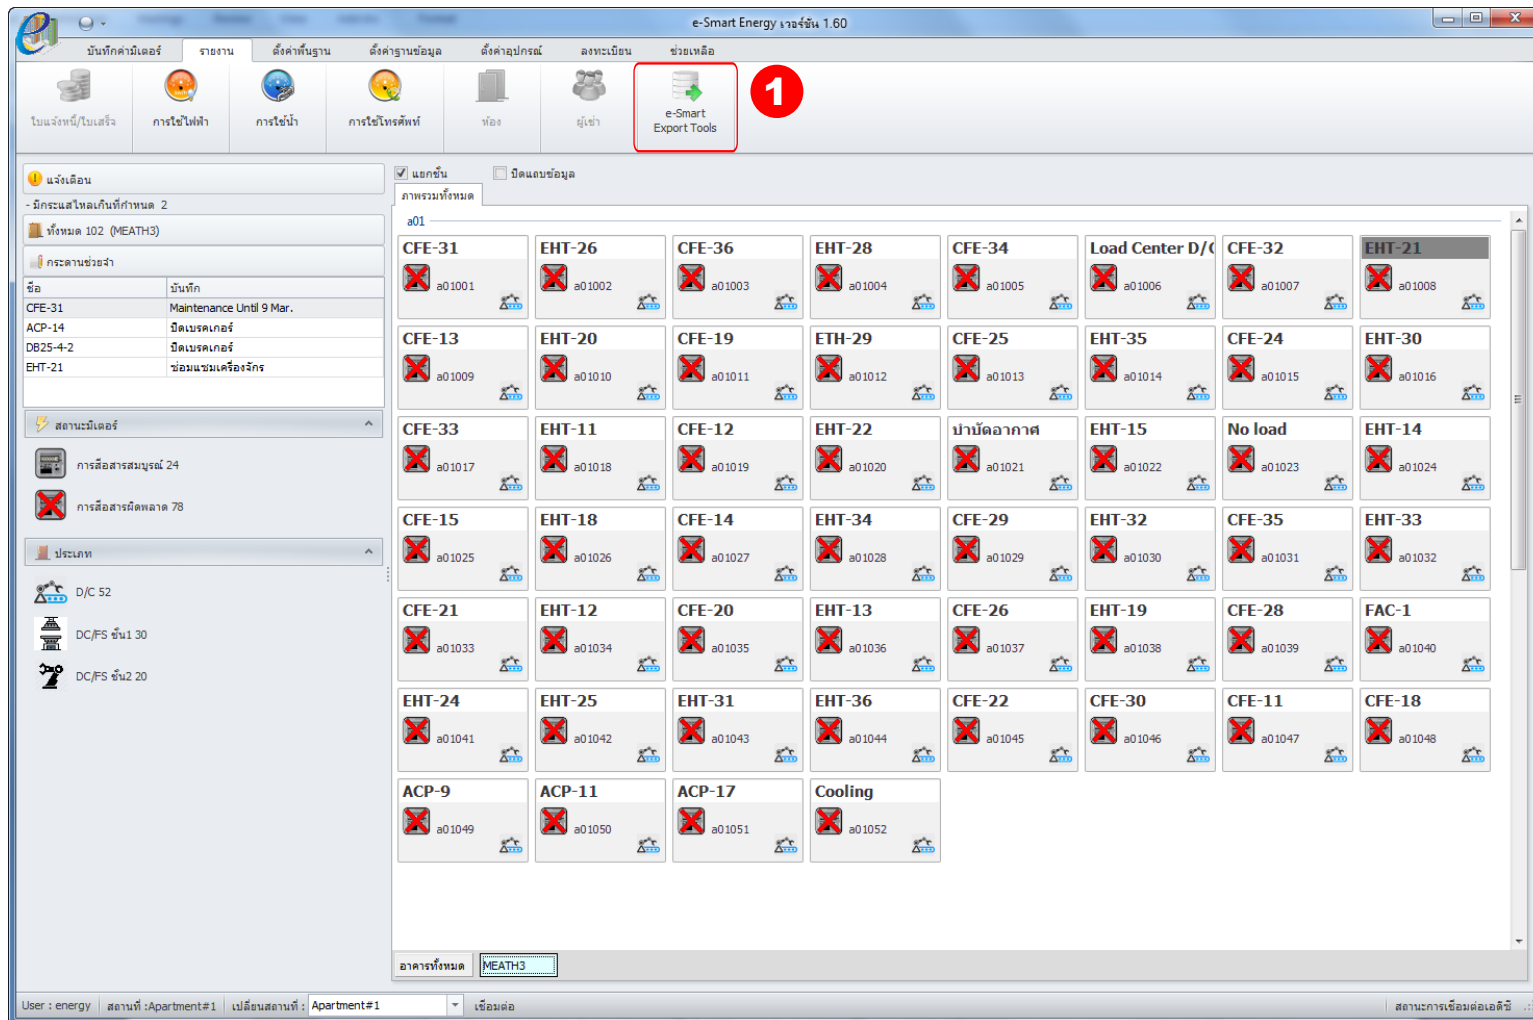 e-Smart Energy เวอร์ชัน 1.60
บันทึกค่ามิเตอร์ รายงาน ตั้งค่าพื้นฐาน ตั้งค่าฐานข้อมูล ตั้งค่าอุปกรณ์ ลงทะเบียน ช่วยเหลือ
ใบแจ้งหนี้/ใบเสร็จ การใช้ไฟฟ้า การใช้น้ำ การใช้โทรศัพท์ ห้อง ผู้เช่า e-Smart Export Tools
1
แจ้งเตือน
- มีกระแสไหลเกินที่กำหนด 2
ทั้งหมด 102 (MEATH3)
กระดานช่วยจำ
ชื่อ บันทึก
CFE-31 Maintenance Until 9 Mar.
ACP-14 ปิดเบรคเกอร์
DB25-4-2 ปิดเบรคเกอร์
EHT-21 ซ่อมแซมเครื่องจักร
สถานะมิเตอร์
การสื่อสารสมบูรณ์ 24
การสื่อสารผิดพลาด 78
ประเภท
D/C 52
DC/FS ชั้น1 30
DC/FS ชั้น2 20
แยกชั้น ปิดแถบข้อมูล
ภาพรวมทั้งหมด
a01
CFE-31 EHT-26 CFE-36 EHT-28 CFE-34 Load Center D/C CFE-32 EHT-21
a01001 a01002 a01003 a01004 a01005 a01006 a01007 a01008
CFE-13 EHT-20 CFE-19 ETH-29 CFE-25 EHT-35 CFE-24 EHT-30
a01009 a01010 a01011 a01012 a01013 a01014 a01015 a01016
CFE-33 EHT-11 CFE-12 EHT-22 บำบัดอากาศ EHT-15 No load EHT-14
a01017 a01018 a01019 a01020 a01021 a01022 a01023 a01024
CFE-15 EHT-18 CFE-14 EHT-34 CFE-29 EHT-32 CFE-35 EHT-33
a01025 a01026 a01027 a01028 a01029 a01030 a01031 a01032
CFE-21 EHT-12 CFE-20 EHT-13 CFE-26 EHT-19 CFE-28 FAC-1
a01033 a01034 a01035 a01036 a01037 a01038 a01039 a01040
EHT-24 EHT-25 EHT-31 EHT-36 CFE-22 CFE-30 CFE-11 CFE-18
a01041 a01042 a01043 a01044 a01045 a01046 a01047 a01048
ACP-9 ACP-11 ACP-17 Cooling
a01049 a01050 a01051 a01052
อาคารทั้งหมด MEATH3
User : energy สถานที่ :Apartment#1 เปลี่ยนสถานที่ : Apartment#1 เชื่อมต่อ สถานะการเชื่อมต่อเอดิซี